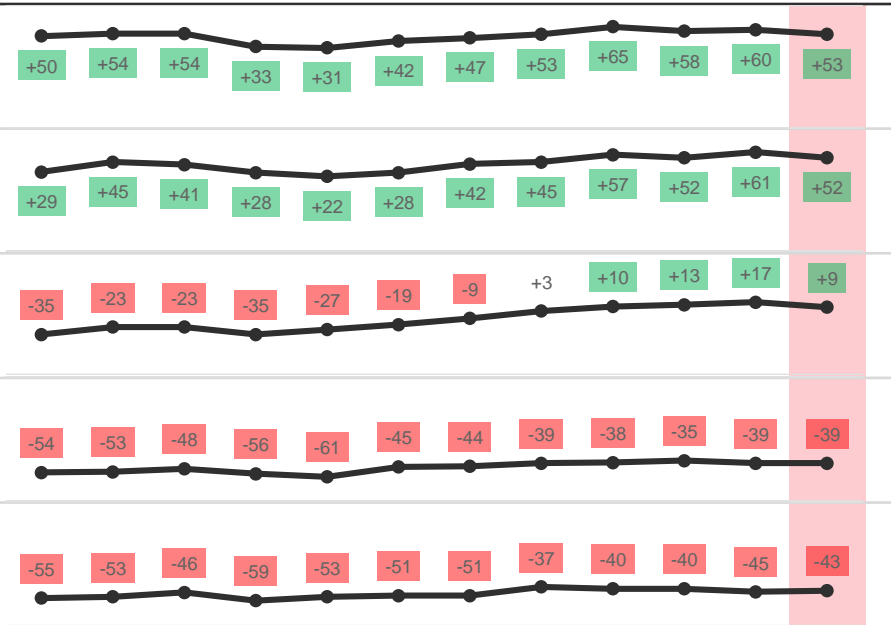 +50 +54 +54 +33 +31 +42 +47 +53 +65 +58 +60 +53
+29 +45 +41 +28 +22 +28 +42 +45 +57 +52 +61 +52
-35 -23 -23 -35 -27 -19 -9 +3 +10 +13 +17 +9
-54 -53 -48 -56 -61 -45 -44 -39 -38 -35 -39 -39
-55 -53 -46 -59 -53 -51 -51 -37 -40 -40 -45 -43